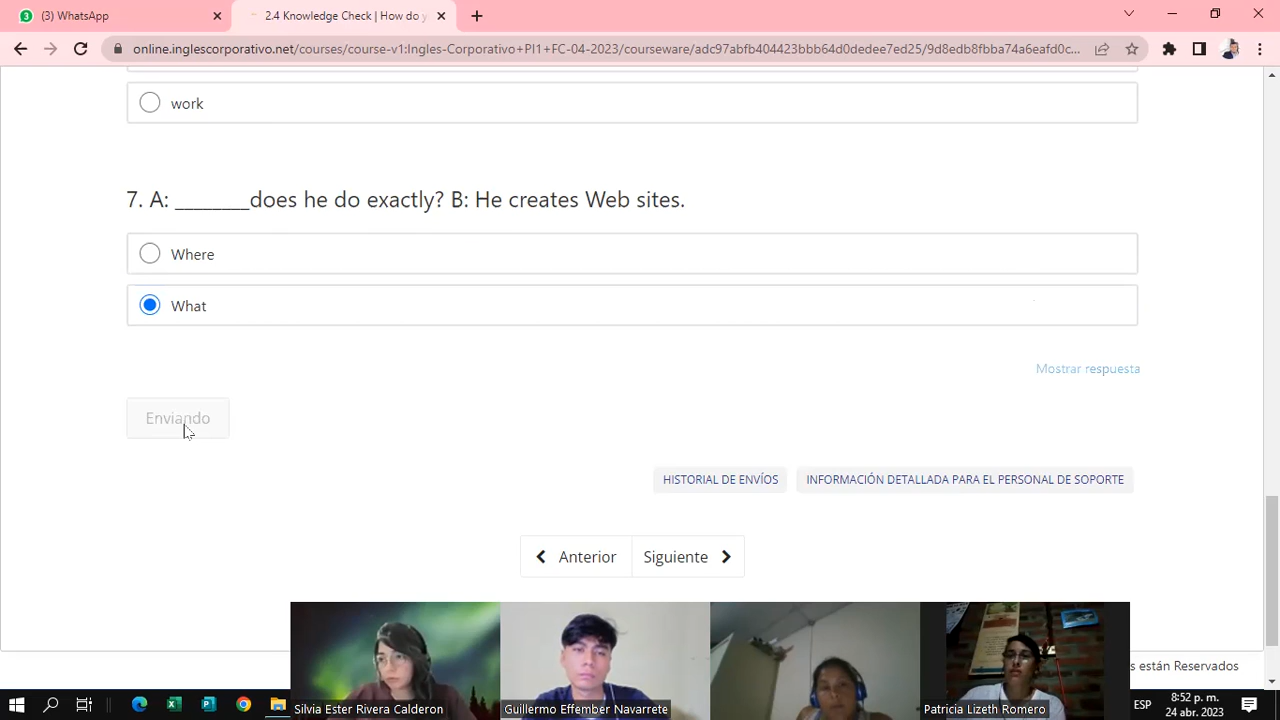 (3) WhatsApp
2.4 Knowledge Check | How do y
online.inglescorporativo.net/courses/course-v1:Ingles-Corporativo+PI1+FC-04-2023/courseware/adc97abfb404423bbb64d0dedee7ed25/9d8edb8fbba74a6eafd0c...
work
7. A: ________does he do exactly? B: He creates Web sites.
Where
What
Mostrar respuesta
Enviando
HISTORIAL DE ENVÍOS
INFORMACIÓN DETALLADA PARA EL PERSONAL DE SOPORTE
Anterior
Siguiente
s están Reservados
Silvia Ester Rivera Calderon
Guillermo Effember Navarrete
Patricia Lizeth Romero
ESP
8:52 p. m.
24 abr. 2023